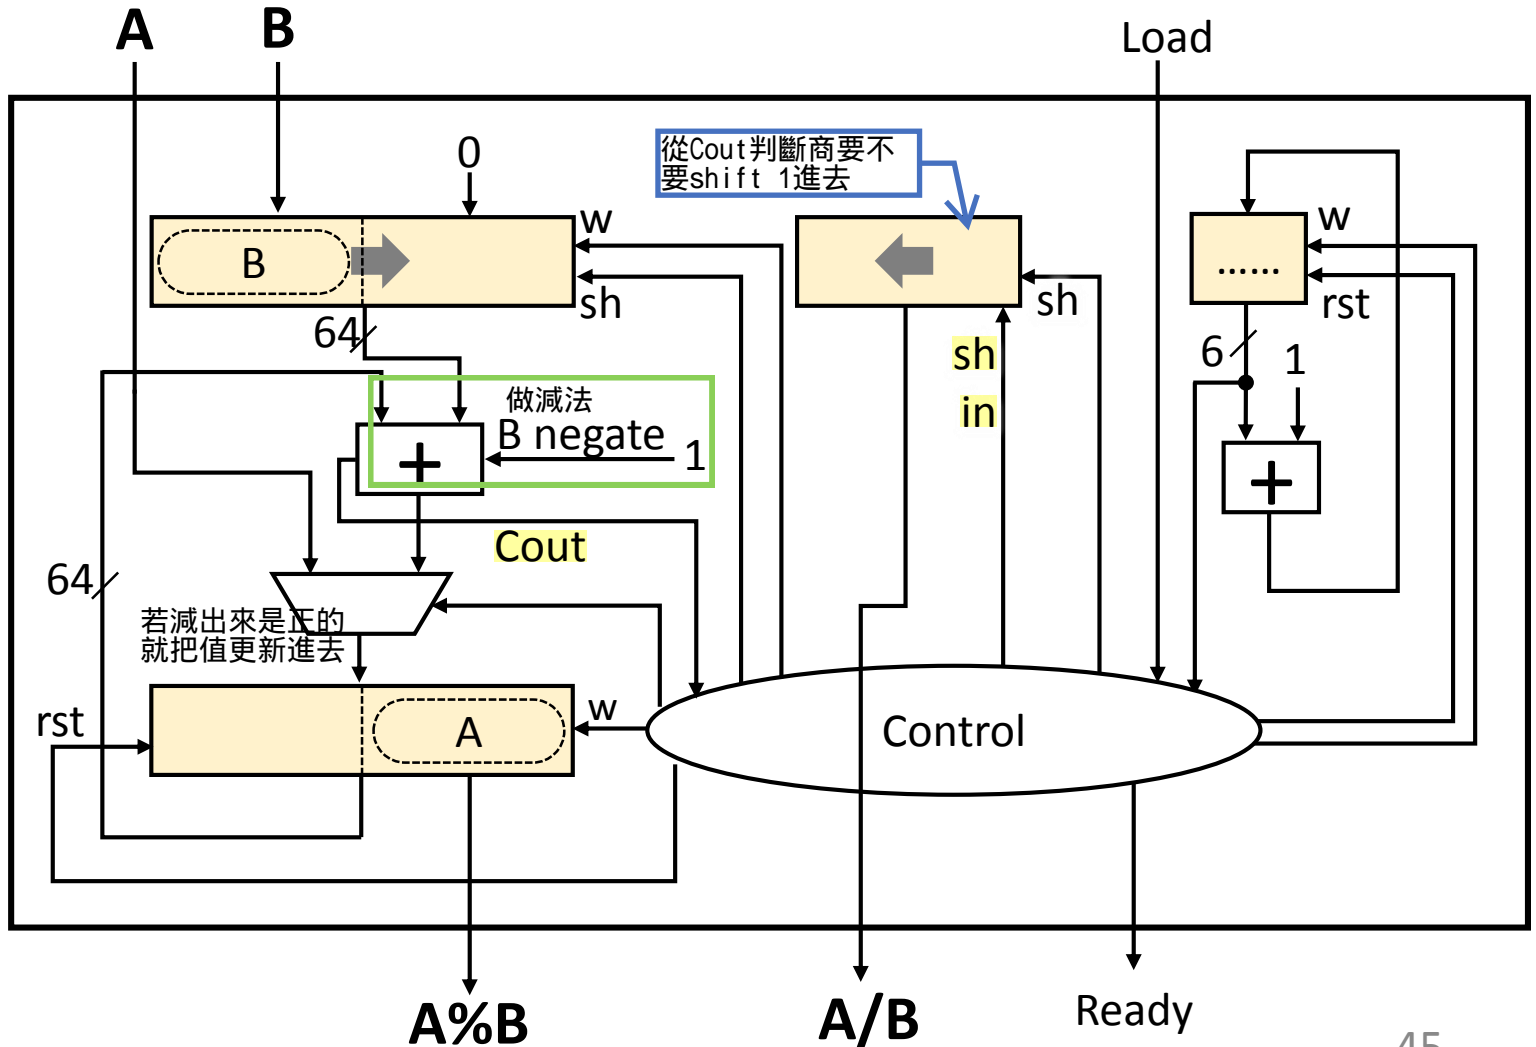 A
B
Load
0
從Cout判斷商要不
要shift 1進去
w
sh
B
64
sh
sh
in
w
rst
......
6
1
做減法
B negate
1
+
+
Cout
64
若減出來是正的
就把值更新進去
rst
A
w
Control
A%B
A/B
Ready
45